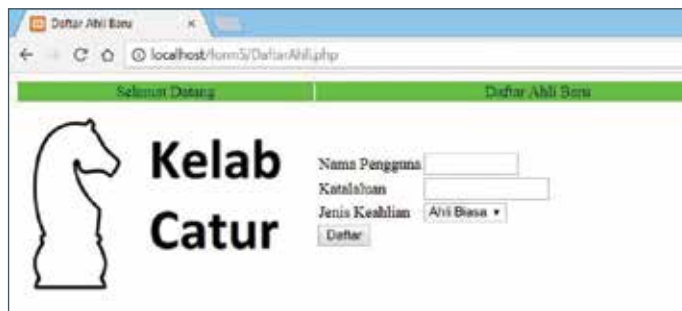 Daftar Ahli Baru ×
localhost/form5/DaftarAhli.php
Selamat Datang Daftar Ahli Baru
Kelab
Catur
Nama Pengguna
Katalaluan
Jenis Keahlian Ahli Biasa
Daftar